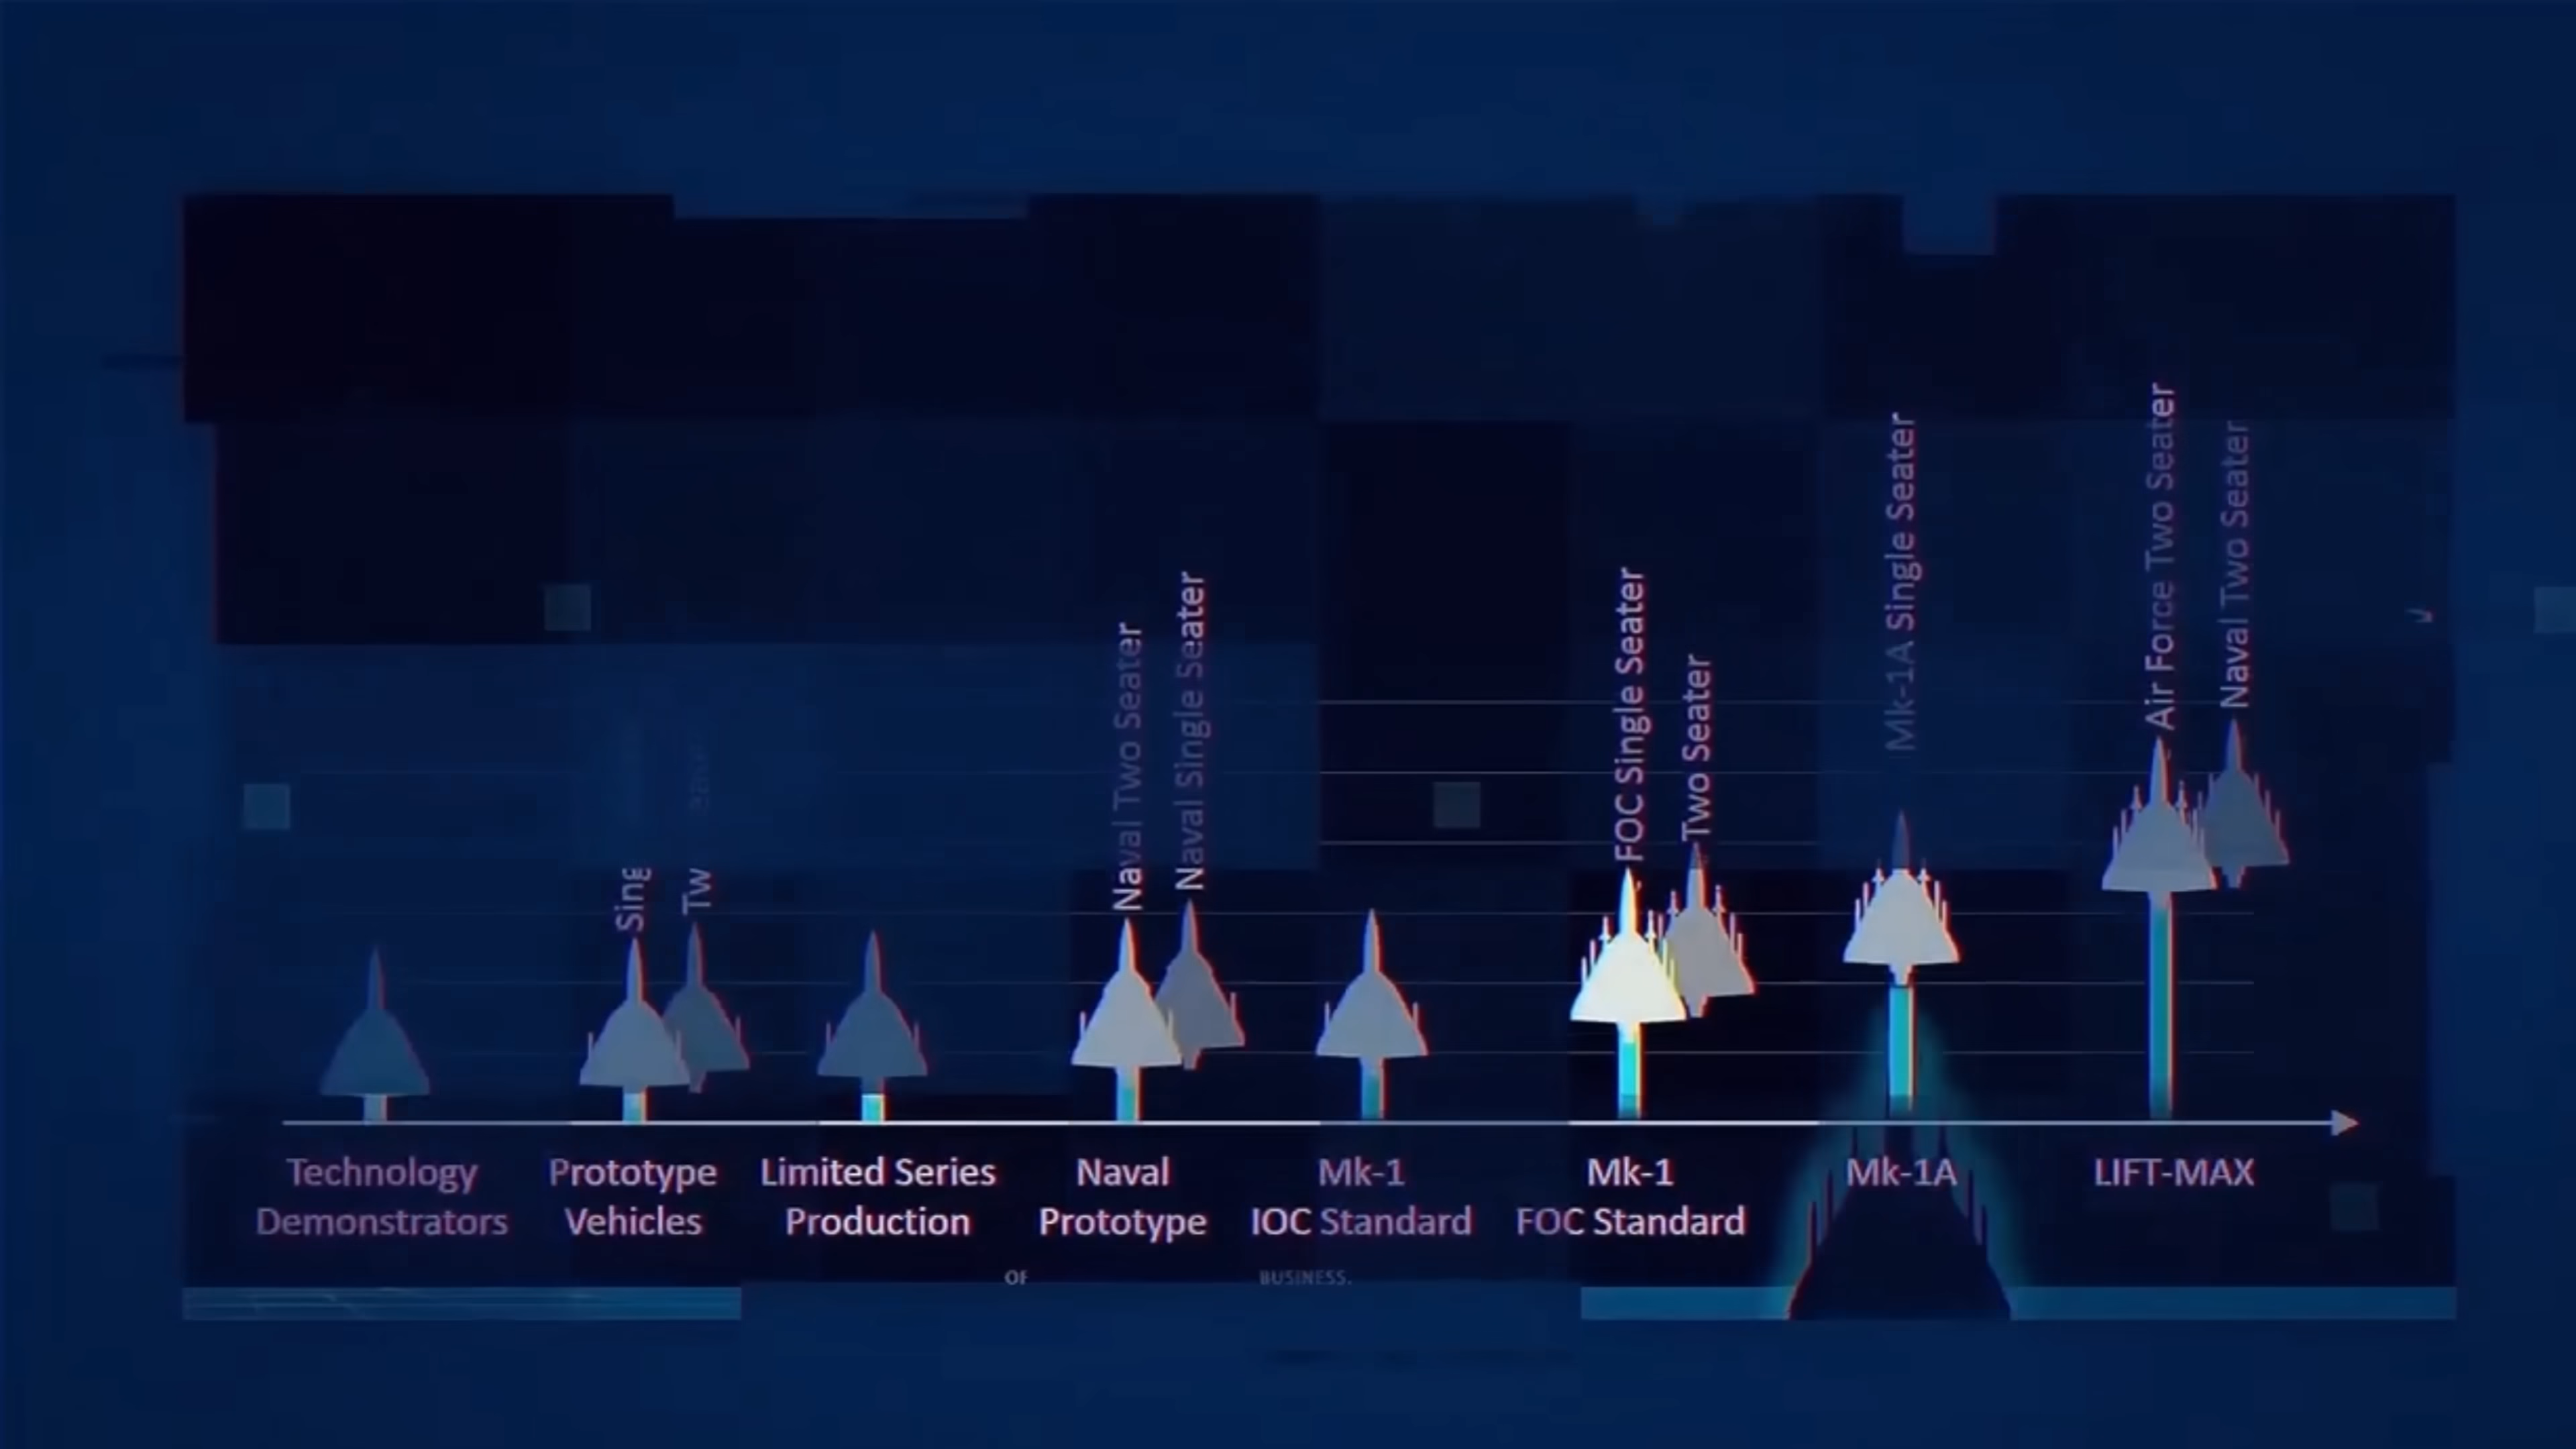 Sing
Tw
Naval Two Seater
Naval Single Seater
FOC Single Seater
Two Seater
Mk-1A Single Seater
Air Force Two Seater
Naval Two Seater
Technology
Demonstrators
Prototype
Vehicles
Limited Series
Production
Naval
Prototype
Mk-1
IOC Standard
Mk-1
FOC Standard
Mk-1A
LIFT-MAX
OF BUSINESS.